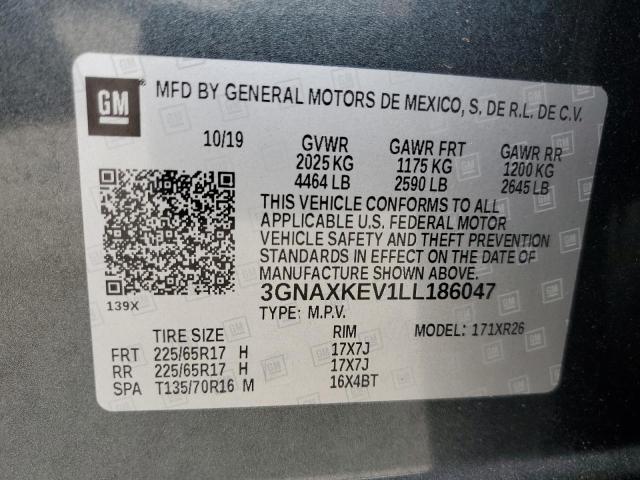 GM
MFD BY GENERAL MOTORS DE MEXICO, S. DE R.L. DE C.V.
10/19 GVWR GAWR FRT GAWR RR
2025 KG 1175 KG 1200 KG
4464 LB 2590 LB 2645 LB
THIS VEHICLE CONFORMS TO ALL
APPLICABLE U.S. FEDERAL MOTOR
VEHICLE SAFETY AND THEFT PREVENTION
STANDARDS IN EFFECT ON THE DATE OF
MANUFACTURE SHOWN ABOVE.
139X
3GNAXKEV1LL186047
TYPE: M.P.V. MODEL: 171XR26
TIRE SIZE RIM
FRT 225/65R17 H 17X7J
RR 225/65R17 H 17X7J
SPA T135/70R16 M 16X4BT